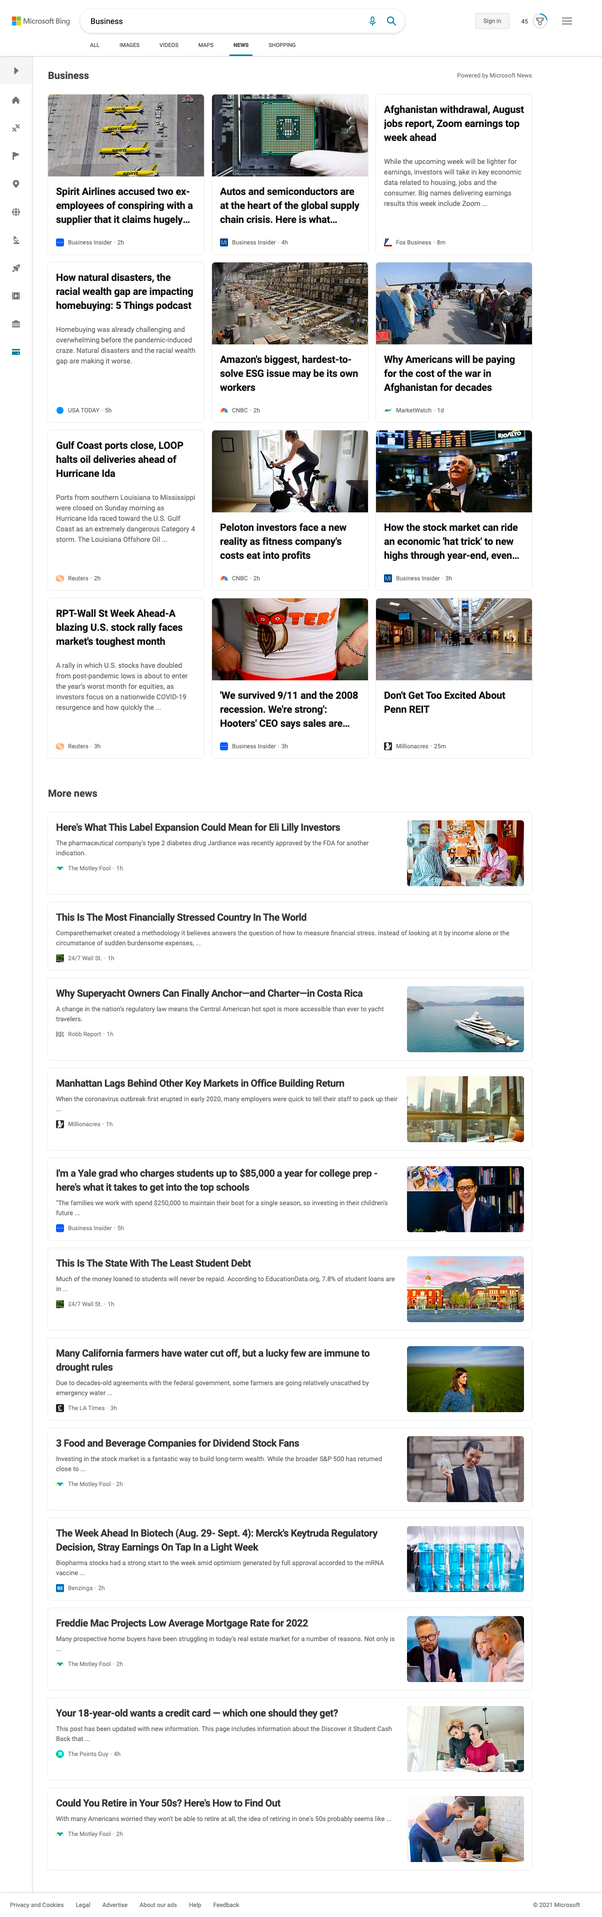 Microsoft Bing
Business
Sign in
45
ALL IMAGES VIDEOS MAPS NEWS SHOPPING
Business
Powered by Microsoft News
Spirit Airlines accused two ex-
employees of conspiring with a
supplier that it claims hugely...
Business Insider · 2h
Autos and semiconductors are
at the heart of the global supply
chain crisis. Here is what...
Business Insider · 4h
Afghanistan withdrawal, August
jobs report, Zoom earnings top
week ahead
While the upcoming week will be lighter for
earnings, investors will take in key economic
data related to housing, jobs and the
consumer. Big names delivering earnings
results this week include Zoom ...
Fox Business · 8m
How natural disasters, the
racial wealth gap are impacting
homebuying: 5 Things podcast
Homebuying was already challenging and
overwhelming before the pandemic-induced
craze. Natural disasters and the racial wealth
gap are making it worse.
USA TODAY · 5h
Amazon's biggest, hardest-to-
solve ESG issue may be its own
workers
CNBC · 2h
Why Americans will be paying
for the cost of the war in
Afghanistan for decades
MarketWatch · 1d
Gulf Coast ports close, LOOP
halts oil deliveries ahead of
Hurricane Ida
Ports from southern Louisiana to Mississippi
were closed on Sunday morning as
Hurricane Ida raced toward the U.S. Gulf
Coast as an extremely dangerous Category 4
storm. The Louisiana Offshore Oil ...
Reuters · 2h
Peloton investors face a new
reality as fitness company's
costs eat into profits
CNBC · 2h
RIALTO
How the stock market can ride
an economic 'hat trick' to new
highs through year-end, even...
Business Insider · 3h
RPT-Wall St Week Ahead-A
blazing U.S. stock rally faces
market's toughest month
A rally in which U.S. stocks have doubled
from post-pandemic lows is about to enter
the year's worst month for equities, as
investors focus on a nationwide COVID-19
resurgence and how quickly the ...
Reuters · 3h
HOOTERS
'We survived 9/11 and the 2008
recession. We're strong':
Hooters' CEO says sales are...
Business Insider · 3h
Don't Get Too Excited About
Penn REIT
Millionacres · 25m
More news
Here's What This Label Expansion Could Mean for Eli Lilly Investors
The pharmaceutical company's type 2 diabetes drug Jardiance was recently approved by the FDA for another
indication.
The Motley Fool · 1h
This Is The Most Financially Stressed Country In The World
Comparethemarket created a methodology it believes answers the question of how to measure financial stress. Instead of looking at it by income alone or the
circumstance of sudden burdensome expenses, ...
24/7 Wall St. · 1h
Why Superyacht Owners Can Finally Anchor—and Charter—in Costa Rica
A change in the nation's regulatory law means the Central American hot spot is more accessible than ever to yacht
travelers.
Robb Report · 1h
Manhattan Lags Behind Other Key Markets in Office Building Return
When the coronavirus outbreak first erupted in early 2020, many employers were quick to tell their staff to pack up their
...
Millionacres · 1h
I'm a Yale grad who charges students up to $85,000 a year for college prep -
here's what it takes to get into the top schools
"The families we work with spend $250,000 to maintain their boat for a single season, so investing in their children's
future ...
Business Insider · 5h
This Is The State With The Least Student Debt
Much of the money loaned to students will never be repaid. According to EducationData.org, 7.8% of student loans are
in ...
24/7 Wall St. · 1h
Many California farmers have water cut off, but a lucky few are immune to
drought rules
Due to decades-old agreements with the federal government, some farmers are going relatively unscathed by
emergency water ...
The LA Times · 3h
3 Food and Beverage Companies for Dividend Stock Fans
Investing in the stock market is a fantastic way to build long-term wealth. While the broader S&P 500 has returned
close to ...
The Motley Fool · 2h
The Week Ahead In Biotech (Aug. 29- Sept. 4): Merck's Keytruda Regulatory
Decision, Stray Earnings On Tap In a Light Week
Biopharma stocks had a strong start to the week amid optimism generated by full approval accorded to the mRNA
vaccine ...
Benzinga · 2h
Freddie Mac Projects Low Average Mortgage Rate for 2022
Many prospective home buyers have been struggling in today's real estate market for a number of reasons. Not only is
...
The Motley Fool · 2h
Your 18-year-old wants a credit card — which one should they get?
This post has been updated with new information. This page includes information about the Discover it Student Cash
Back that ...
The Points Guy · 4h
Could You Retire in Your 50s? Here's How to Find Out
With many Americans worried they won't be able to retire at all, the idea of retiring in one's 50s probably seems like ...
The Motley Fool · 2h
Privacy and Cookies Legal Advertise About our ads Help Feedback
© 2021 Microsoft